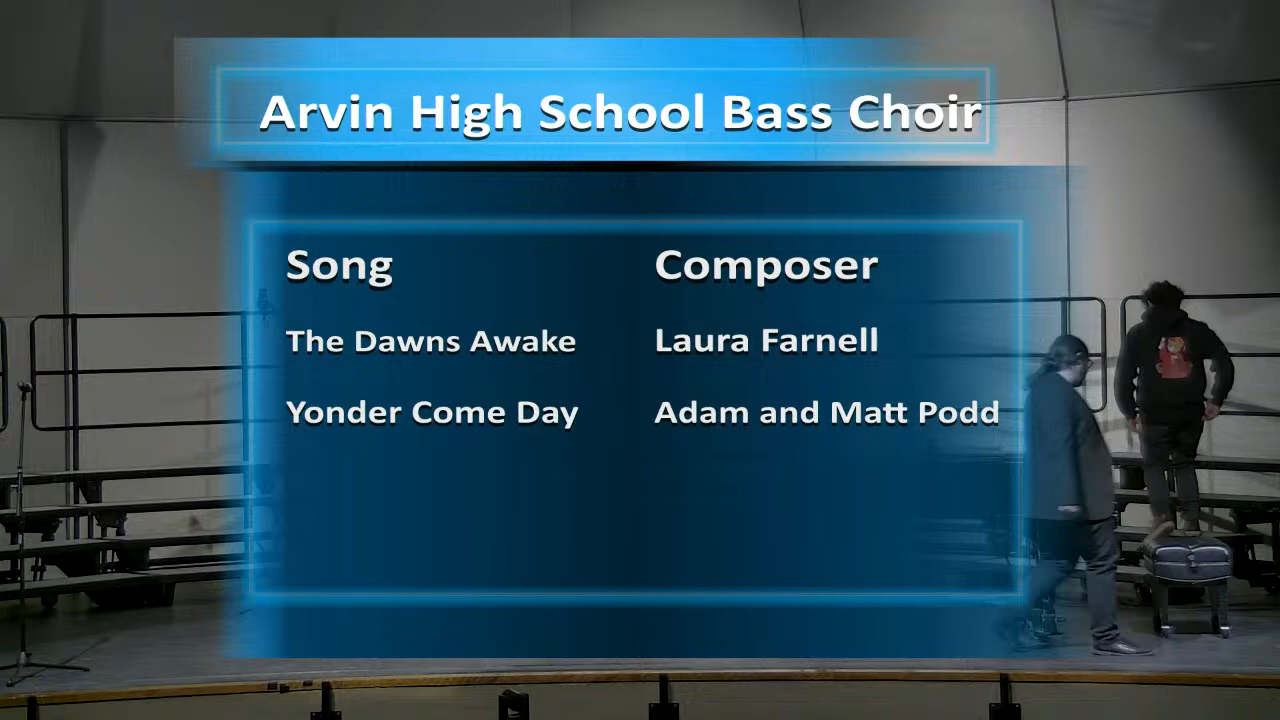 Arvin High School Bass Choir
Song Composer
The Dawns Awake Laura Farnell
Yonder Come Day Adam and Matt Podd